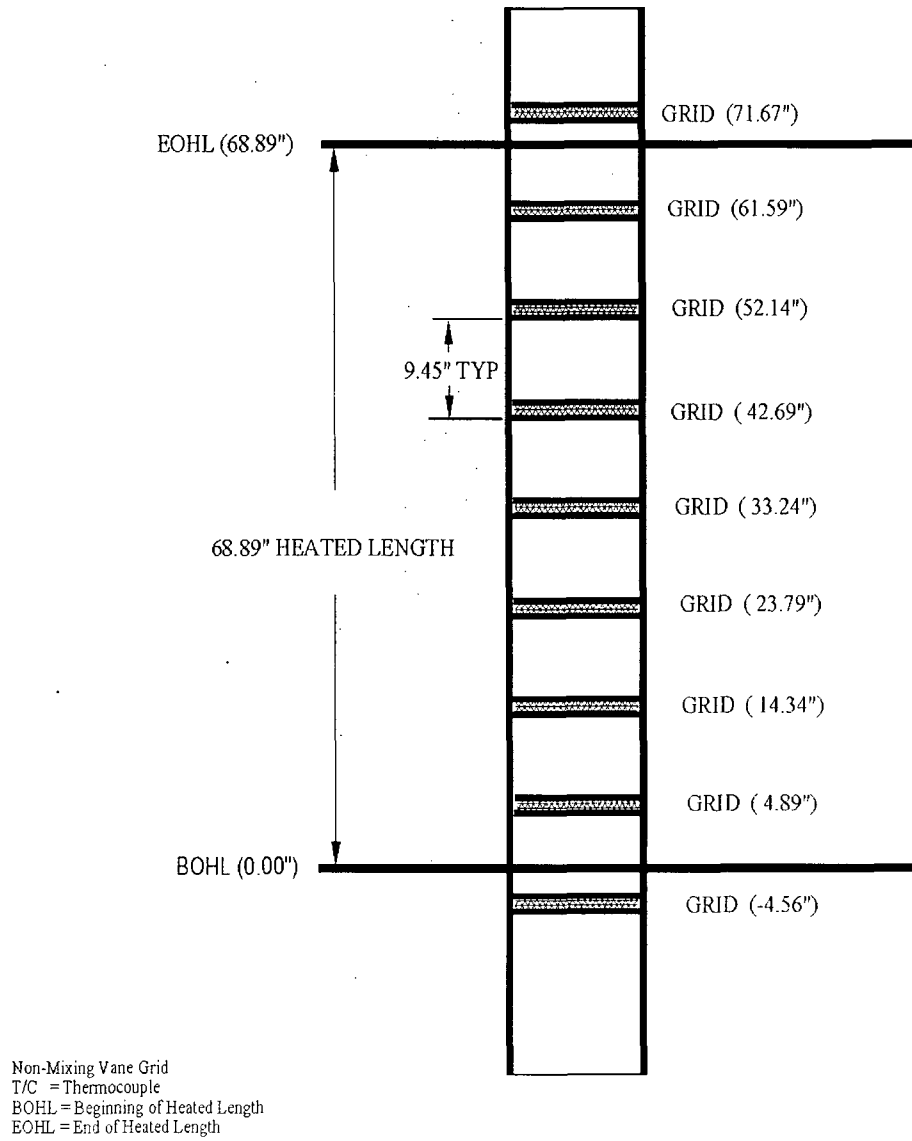 GRID (71.67")
EOHL (68.89")
GRID (61.59")
GRID (52.14")
9.45" TYP
GRID ( 42.69")
GRID ( 33.24")
68.89" HEATED LENGTH
GRID ( 23.79")
GRID ( 14.34")
GRID ( 4.89")
BOHL (0.00")
GRID (-4.56")
Non-Mixing Vane Grid
T/C = Thermocouple
BOHL = Beginning of Heated Length
EOHL = End of Heated Length